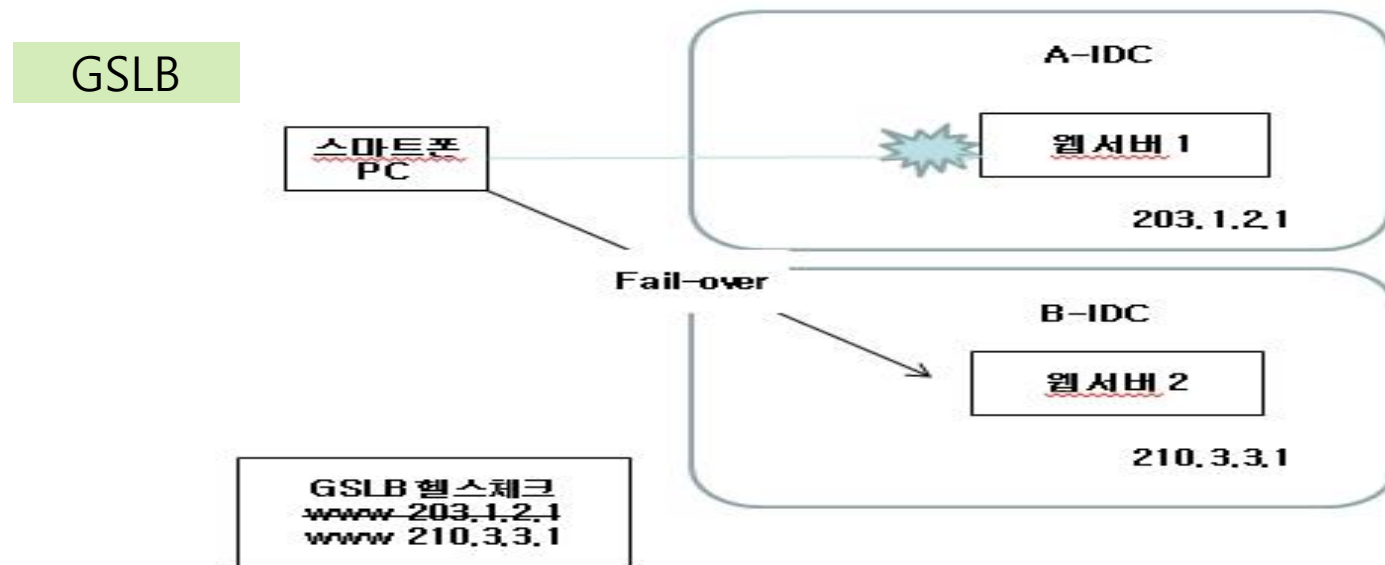 GSLB
A-IDC
스마트폰
PC
웹서버 1
203.1.2.1
Fail-over
B-IDC
웹서버 2
210.3.3.1
GSLB 헬스체크
www 203.1.2.1
www 210.3.3.1